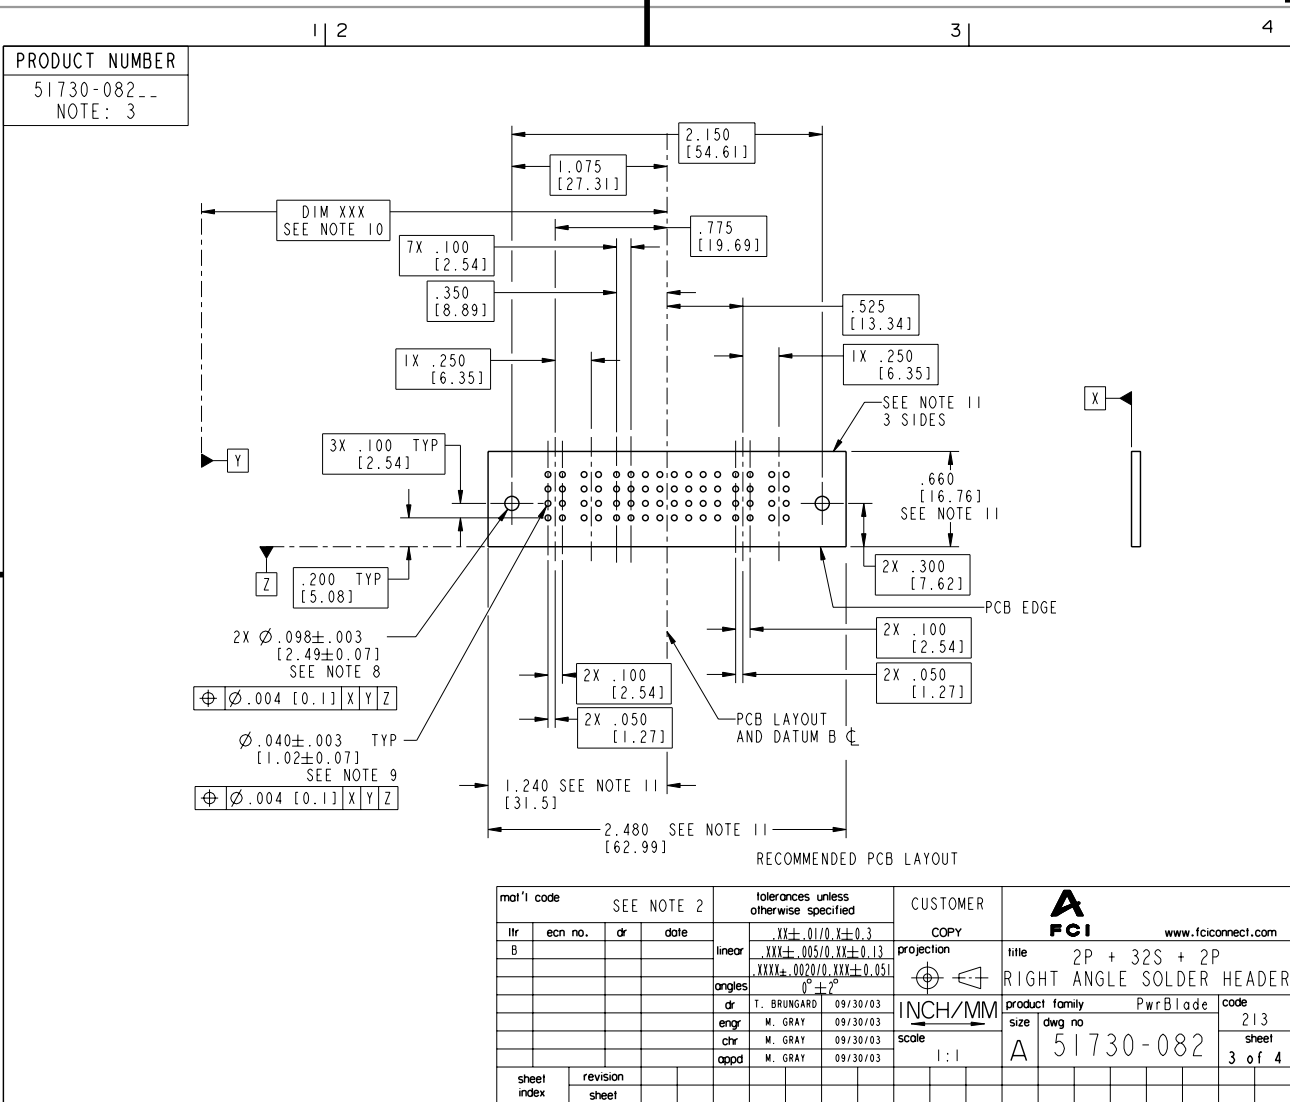 1 2 3 4
PRODUCT NUMBER
51730-082__
NOTE: 3
2.150
[54.61]
1.075
[27.31]
DIM XXX
SEE NOTE 10
.775
[19.69]
7X .100
[2.54]
.350
[8.89]
.525
[13.34]
1X .250
[6.35]
1X .250
[6.35]
X
SEE NOTE 11
3 SIDES
3X .100 TYP
[2.54]
Y
.660
[16.76]
SEE NOTE 11
Z
.200 TYP
[5.08]
2X .300
[7.62]
PCB EDGE
2X Ø.098±.003
[2.49±0.07]
SEE NOTE 8
⌖ Ø.004 [0.1] X Y Z
2X .100
[2.54]
2X .050
[1.27]
2X .100
[2.54]
2X .050
[1.27]
PCB LAYOUT
AND DATUM B ℄
Ø.040±.003 TYP
[1.02±0.07]
SEE NOTE 9
⌖ Ø.004 [0.1] X Y Z
1.240 SEE NOTE 11
[31.5]
2.480 SEE NOTE 11
[62.99]
RECOMMENDED PCB LAYOUT
mat'l code SEE NOTE 2
ltr ecn no. dr date
B
tolerances unless
otherwise specified
linear
.XX±.01/0.X±0.3
.XXX±.005/0.XX±0.13
.XXXX±.0020/0.XXX±0.051
angles 0°±2°
dr T. BRUNGARD 09/30/03
engr M. GRAY 09/30/03
chr M. GRAY 09/30/03
appd M. GRAY 09/30/03
CUSTOMER
COPY
projection
INCH/MM
scale
1:1
FCI
www.fciconnect.com
title 2P + 32S + 2P
RIGHT ANGLE SOLDER HEADER
product family PwrBlade code
213
size dwg no
A 51730-082
sheet
3 of 4
sheet
index
revision
sheet